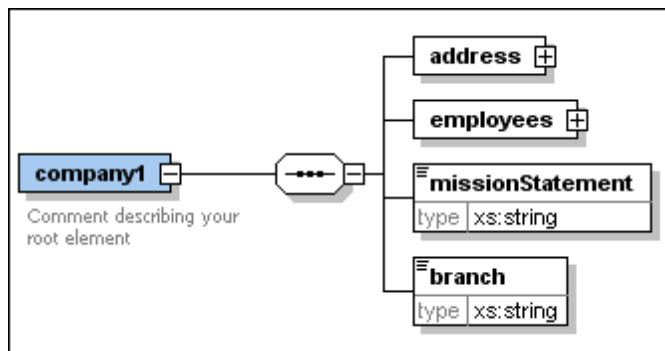 address
employees
company1
Comment describing your
root element
missionStatement
type xs:string
branch
type xs:string